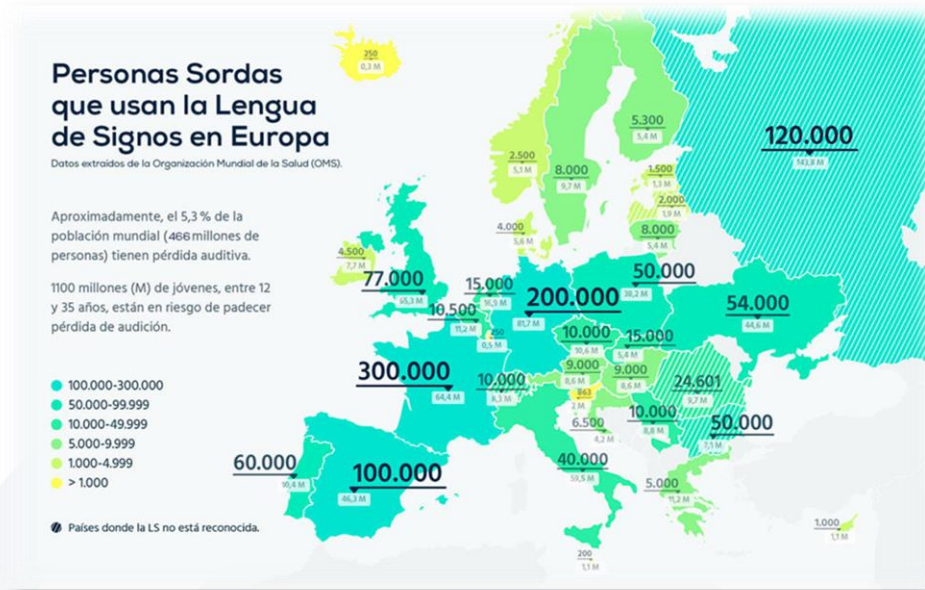 Personas Sordas
que usan la Lengua
de Signos en Europa
Datos extraídos de la Organización Mundial de la Salud (OMS).
Aproximadamente, el 5,3 % de la
población mundial (466 millones de
personas) tienen pérdida auditiva.
1100 millones (M) de jóvenes, entre 12
y 35 años, están en riesgo de padecer
pérdida de audición.
100.000-300.000
50.000-99.999
10.000-49.999
5.000-9.999
1.000-4.999
> 1.000
Países donde la LS no está reconocida.
250
0,3 M
2.500
5,1 M
8.000
9,7 M
5.300
5,4 M
120.000
143,8 M
1.500
1,3 M
2.000
1,9 M
8.000
5,4 M
4.000
5,6 M
4.500
7,7 M
77.000
65,3 M
15.000
16,9 M
10.500
11,2 M
250
0,5 M
200.000
81,7 M
50.000
38,2 M
54.000
44,6 M
10.000
10,6 M
15.000
5,4 M
300.000
64,4 M
10.000
8,3 M
9.000
8,6 M
9.000
8,6 M
24.601
9,7 M
863
2 M
6.500
4,2 M
10.000
8,8 M
50.000
7,1 M
60.000
10,4 M
100.000
46,3 M
40.000
59,5 M
5.000
11,2 M
200
1,1 M
1.000
1,1 M